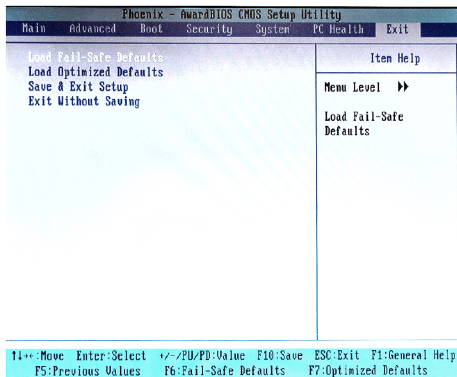 Phoenix - AwardBIOS CMOS Setup Utility
Main Advanced Boot Security System PC Health Exit
Load Fail-Safe Defaults
Load Optimized Defaults
Save & Exit Setup
Exit Without Saving
Item Help
Menu Level ▸▸
Load Fail-Safe
Defaults
↑↓→←:Move Enter:Select +/-/PU/PD:Value F10:Save ESC:Exit F1:General Help
F5:Previous Values F6:Fail-Safe Defaults F7:Optimized Defaults